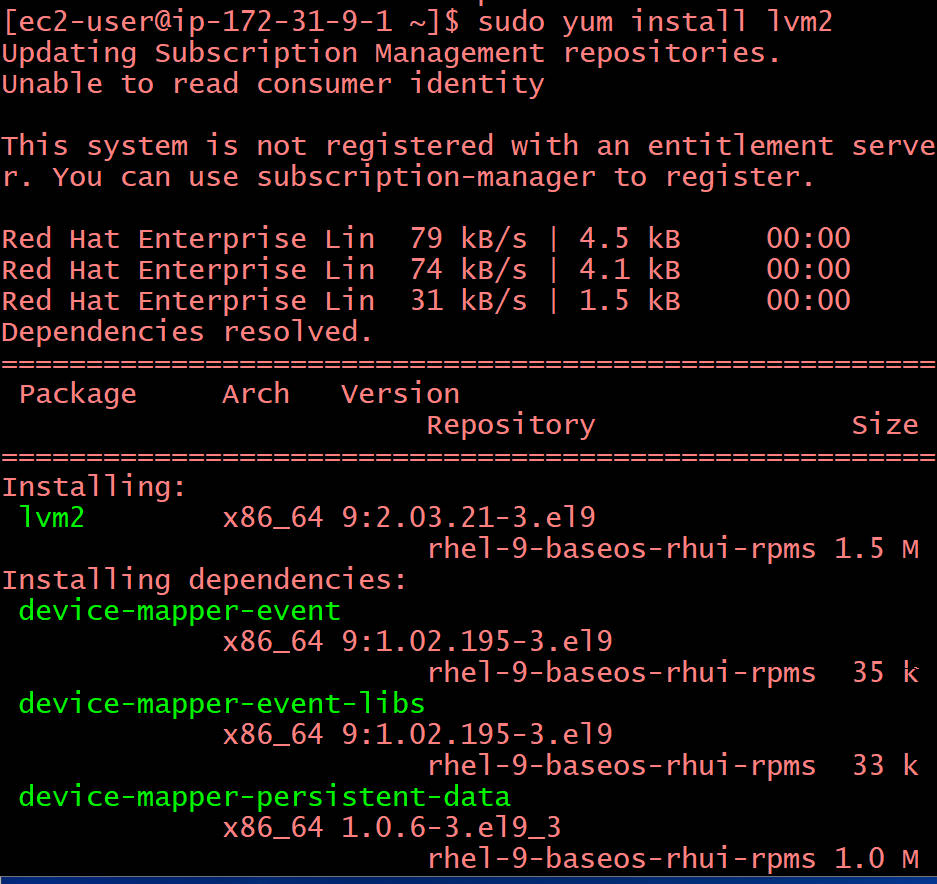 [ec2-user@ip-172-31-9-1 ~]$ sudo yum install lvm2
Updating Subscription Management repositories.
Unable to read consumer identity
This system is not registered with an entitlement serve
r. You can use subscription-manager to register.
Red Hat Enterprise Lin  79 kB/s | 4.5 kB     00:00
Red Hat Enterprise Lin  74 kB/s | 4.1 kB     00:00
Red Hat Enterprise Lin  31 kB/s | 1.5 kB     00:00
Dependencies resolved.
=======================================================
 Package     Arch   Version
                         Repository               Size
=======================================================
Installing:
 lvm2        x86_64 9:2.03.21-3.el9
                         rhel-9-baseos-rhui-rpms 1.5 M
Installing dependencies:
 device-mapper-event
             x86_64 9:1.02.195-3.el9
                         rhel-9-baseos-rhui-rpms  35 k
 device-mapper-event-libs
             x86_64 9:1.02.195-3.el9
                         rhel-9-baseos-rhui-rpms  33 k
 device-mapper-persistent-data
             x86_64 1.0.6-3.el9_3
                         rhel-9-baseos-rhui-rpms 1.0 M